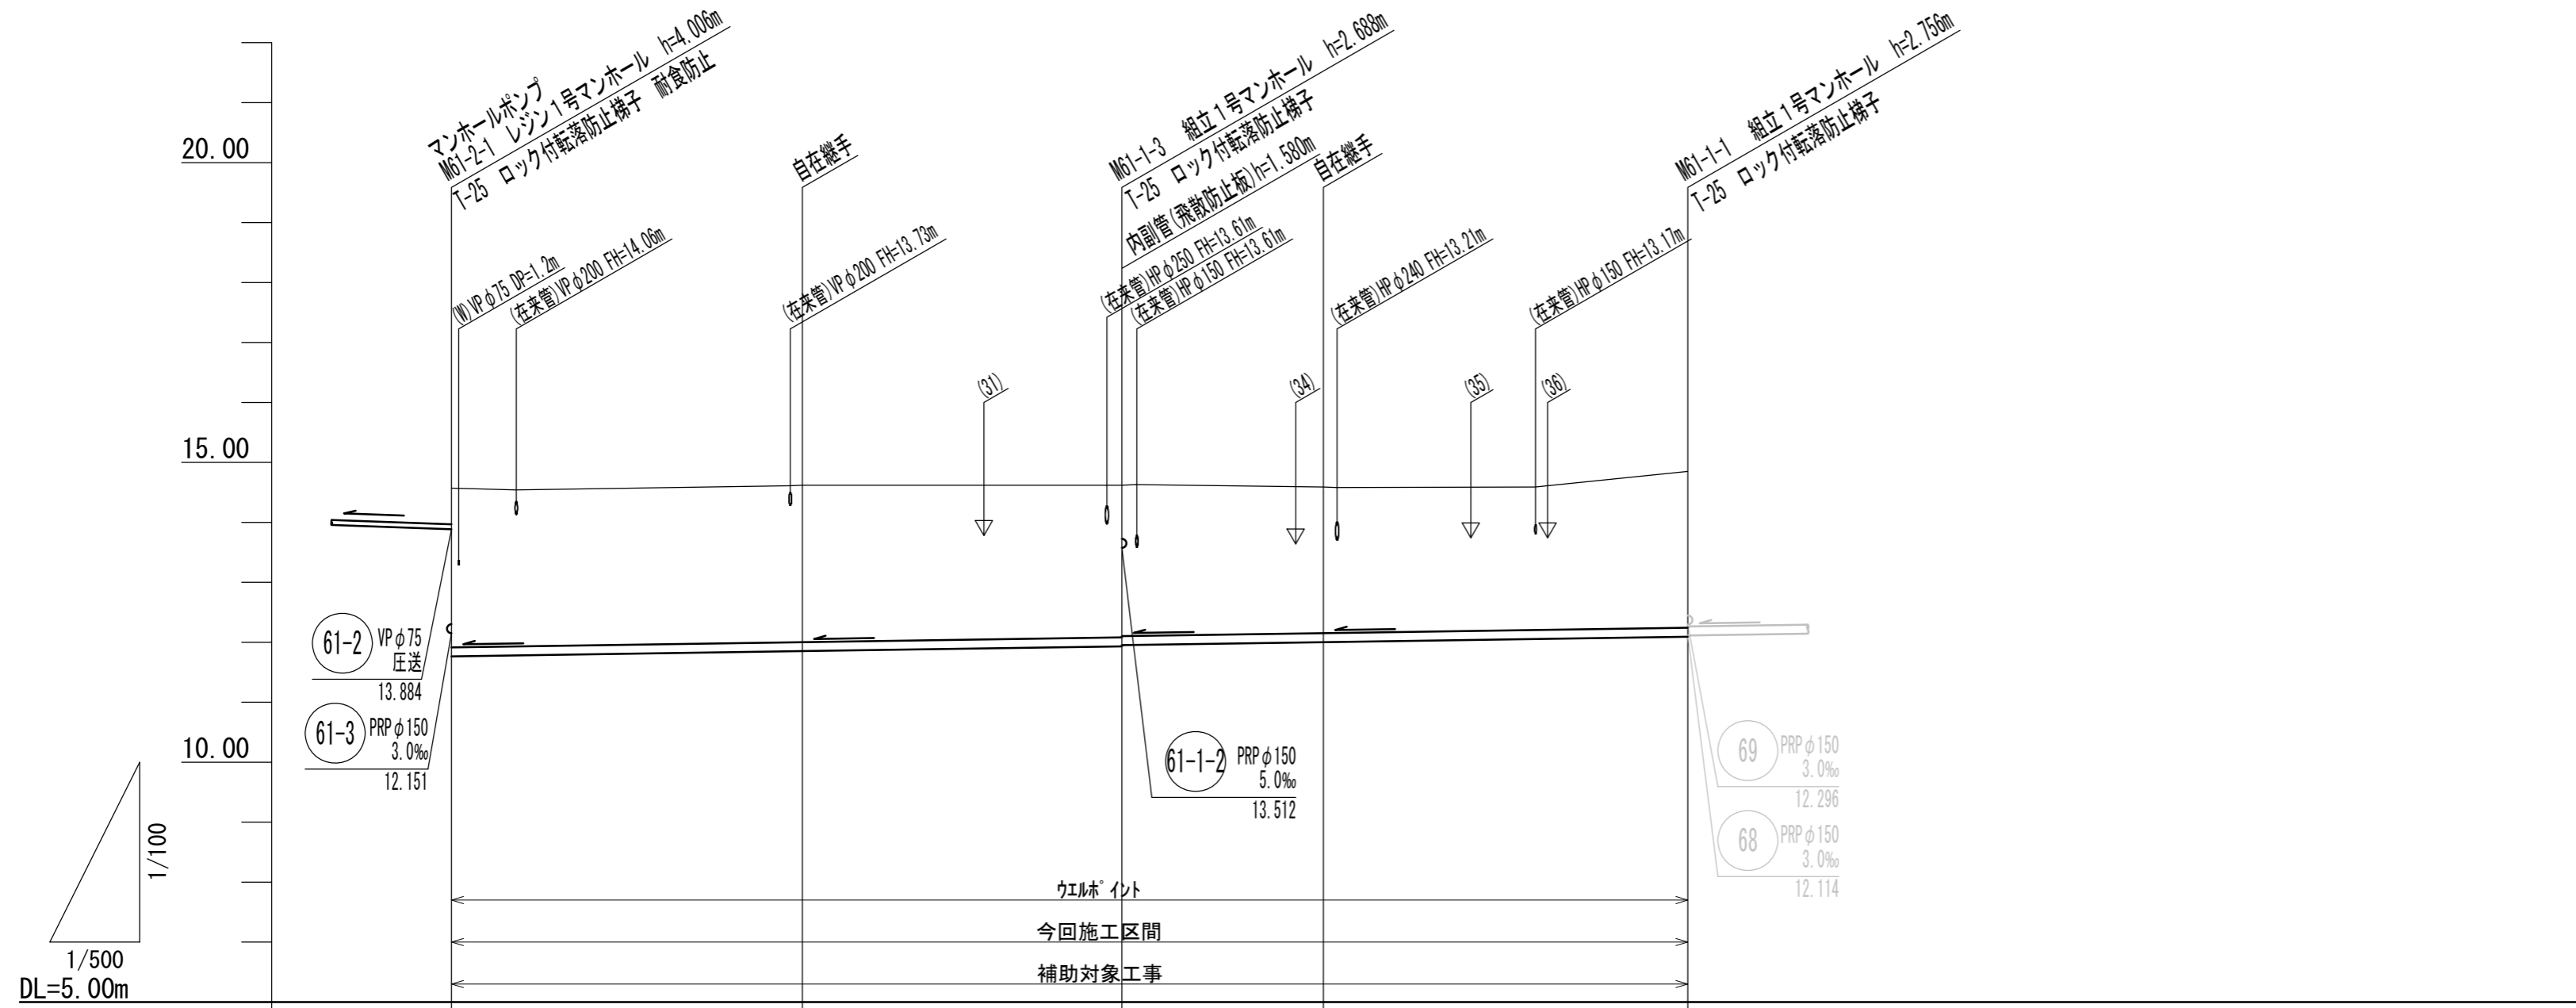 マンホールポンプ
M61-2-1 レジン1号マンホール h=4.006m
T-25 ロック付転落防止梯子 耐食防止
自在継手
M61-1-3 組立1号マンホール h=2.688m
T-25 ロック付転落防止梯子
内副管(飛散防止板)h=1.580m
自在継手
M61-1-1 組立1号マンホール h=2.756m
T-25 ロック付転落防止梯子
20.00
(W)VPφ75 DP=1.2m
(在来管)VPφ200 FH=14.06m
(在来管)VPφ200 FH=13.73m
(在来管)HPφ250 FH=13.61m
(在来管)HPφ150 FH=13.61m
(在来管)HPφ240 FH=13.21m
(在来管)HPφ150 FH=13.17m
(31)
(34)
(35)
(36)
15.00
61-2 VPφ75
圧送
13.884
61-3 PRPφ150
3.0‰
12.151
10.00
61-1-2 PRPφ150
5.0‰
13.512
69 PRPφ150
3.0‰
12.296
68 PRPφ150
3.0‰
12.114
1/100
1/500
ウエルポイント
今回施工区間
補助対象工事
DL=5.00m